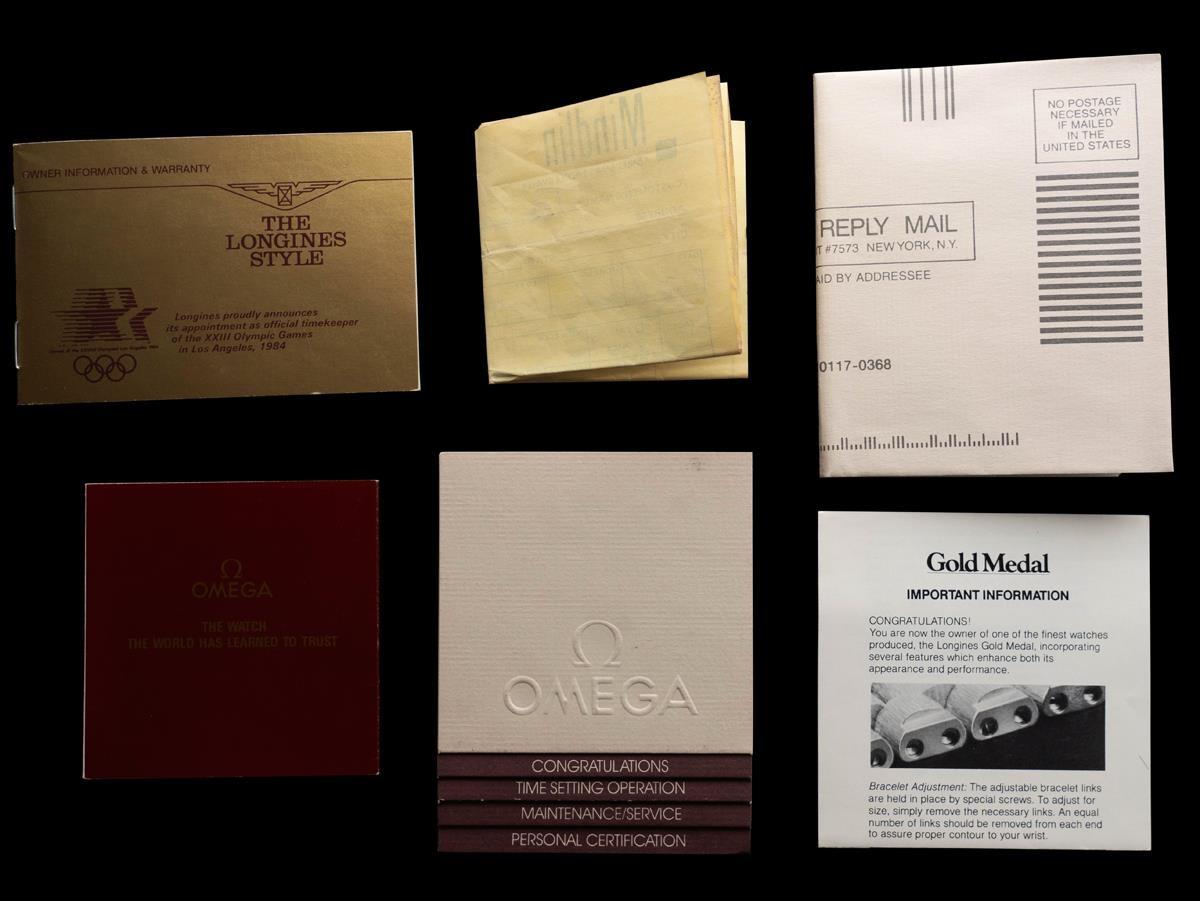 OWNER INFORMATION & WARRANTY
THE
LONGINES
STYLE
Longines proudly announces
its appointment as official timekeeper
of the XXIII Olympic Games
in Los Angeles, 1984
Mindlin
NO POSTAGE
NECESSARY
IF MAILED
IN THE
UNITED STATES
REPLY MAIL
#7573 NEW YORK, N.Y.
AID BY ADDRESSEE
0117-0368
Ω
OMEGA
THE WATCH
THE WORLD HAS LEARNED TO TRUST
Ω
OMEGA
CONGRATULATIONS
TIME SETTING OPERATION
MAINTENANCE/SERVICE
PERSONAL CERTIFICATION
Gold Medal
IMPORTANT INFORMATION
CONGRATULATIONS!
You are now the owner of one of the finest watches
produced, the Longines Gold Medal, incorporating
several features which enhance both its
appearance and performance.
Bracelet Adjustment: The adjustable bracelet links
are held in place by special screws. To adjust for
size, simply remove the necessary links. An equal
number of links should be removed from each end
to assure proper contour to your wrist.